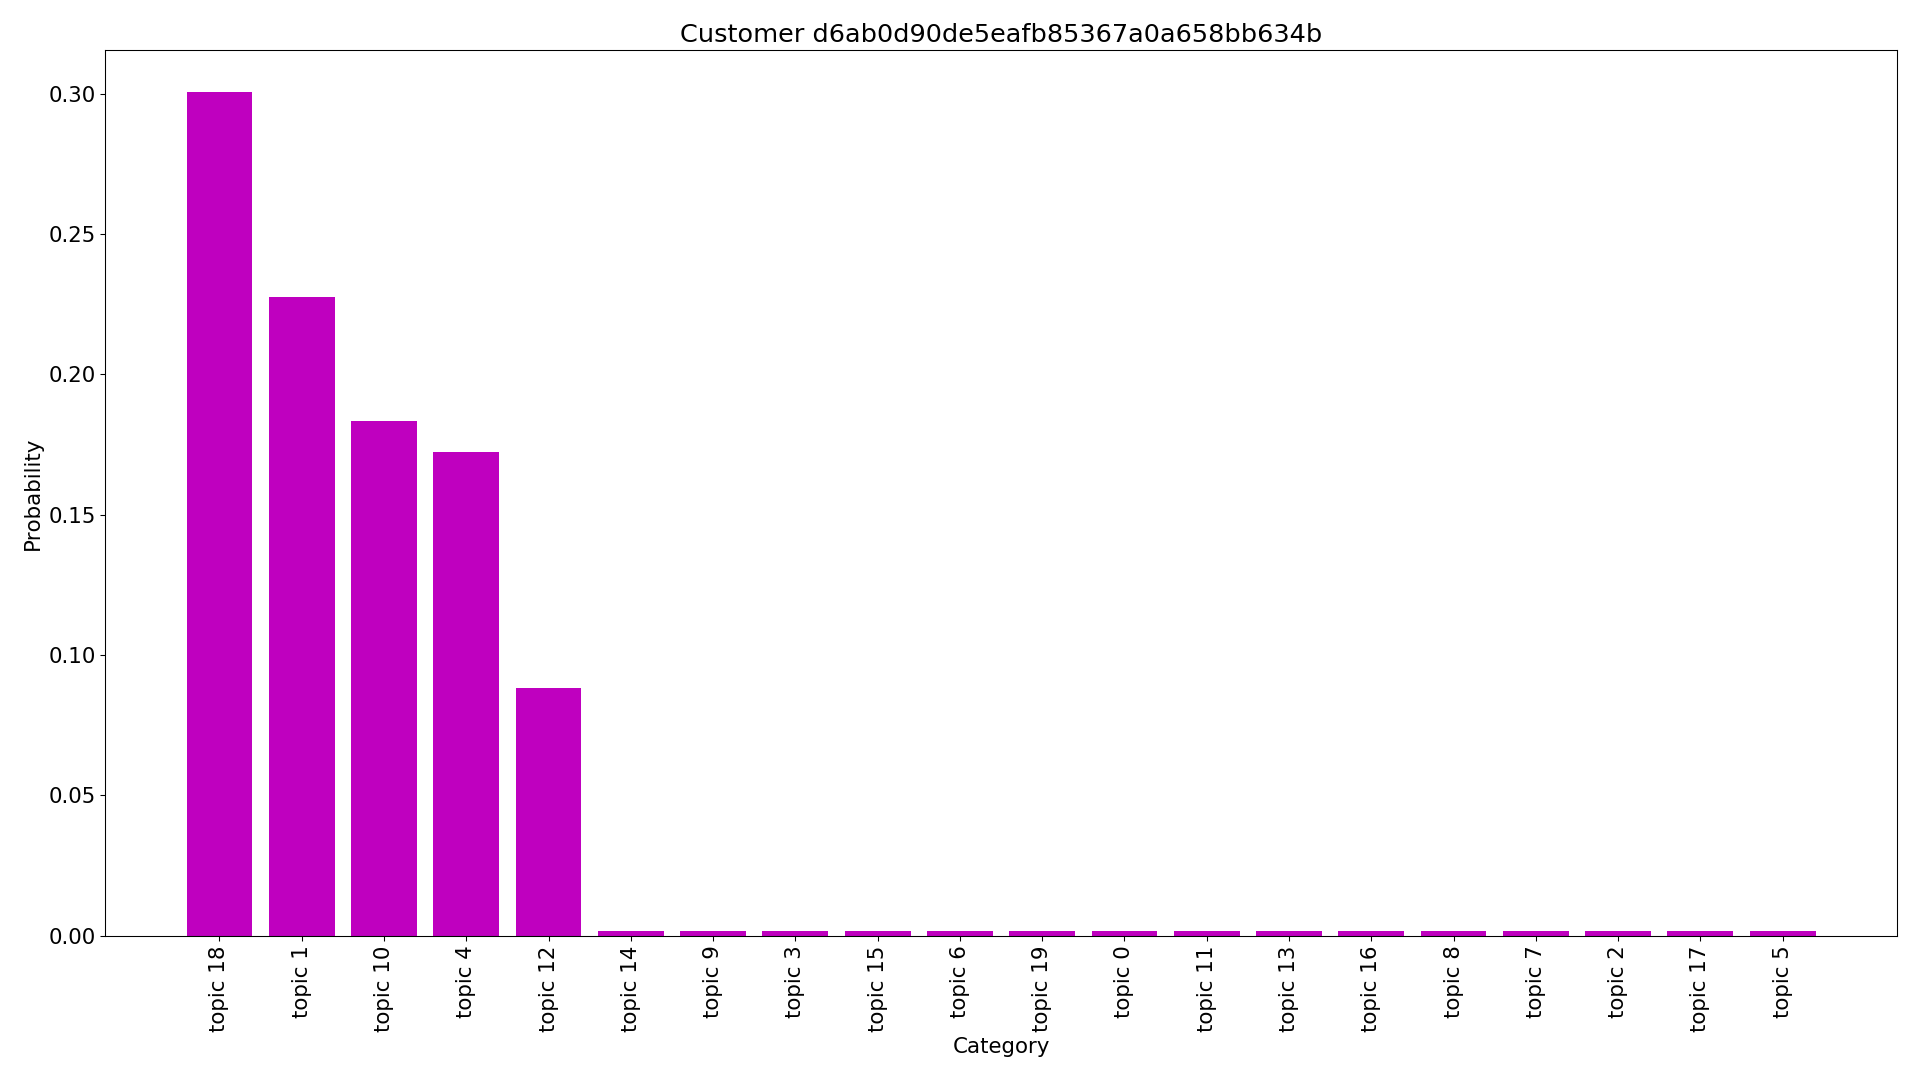 Customer d6ab0d90de5eafb85367a0a658bb634b
Probability
0.30
0.25
0.20
0.15
0.10
0.05
0.00
topic 18
topic 1
topic 10
topic 4
topic 12
topic 14
topic 9
topic 3
topic 15
topic 6
topic 19
topic 0
topic 11
topic 13
topic 16
topic 8
topic 7
topic 2
topic 17
topic 5
Category